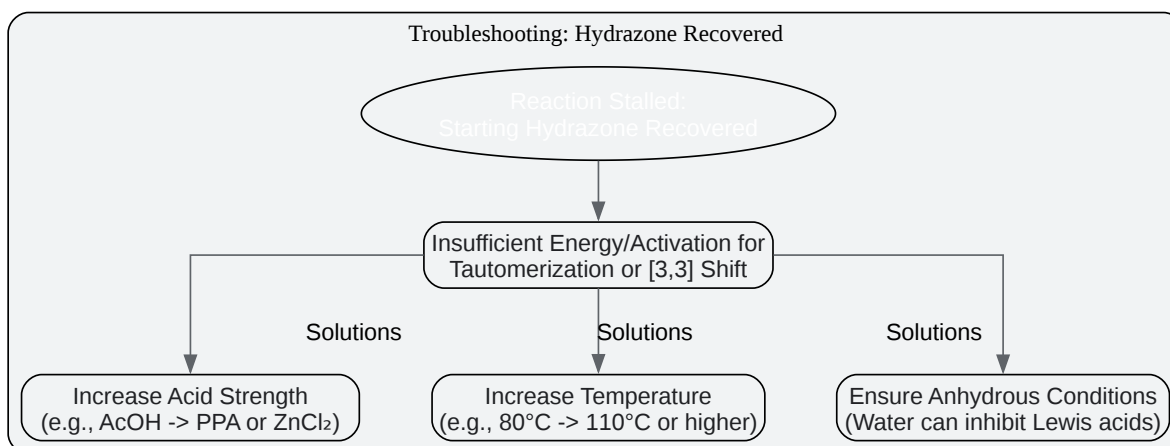 Troubleshooting: Hydrazone Recovered
Reaction Stalled:
Starting Hydrazone Recovered
Insufficient Energy/Activation for
Tautomerization or [3,3] Shift
Solutions
Solutions
Solutions
Increase Acid Strength
(e.g., AcOH -> PPA or ZnCl₂)
Increase Temperature
(e.g., 80°C -> 110°C or higher)
Ensure Anhydrous Conditions
(Water can inhibit Lewis acids)